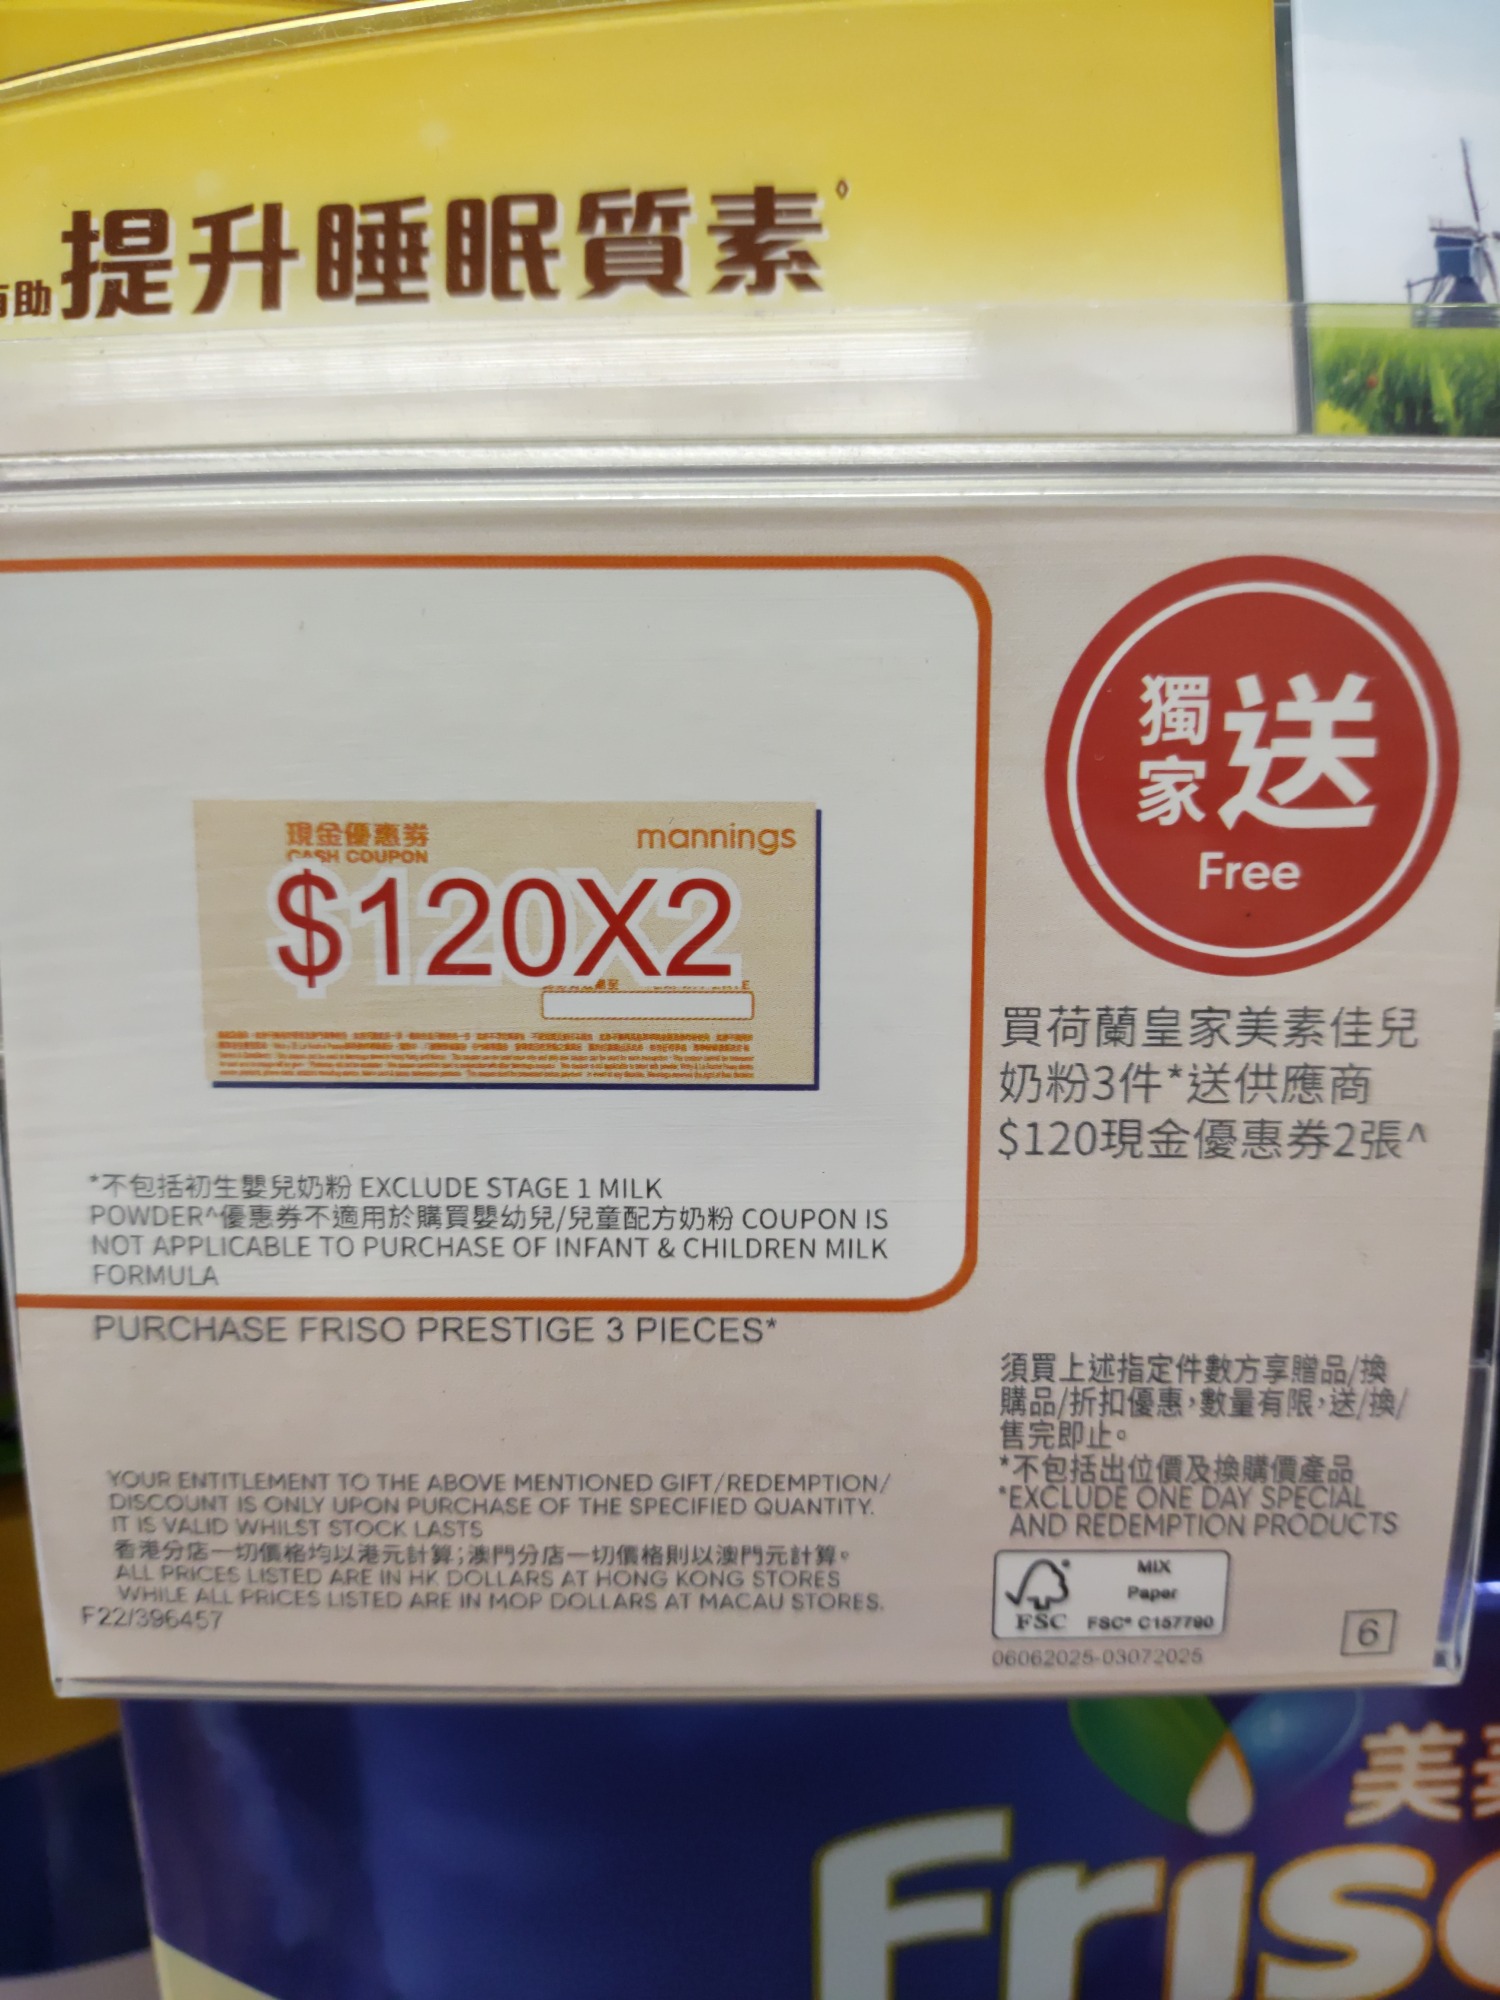 有助提升睡眠質素◊
獨家送
Free
現金優惠券
CASH COUPON
mannings
$120X2
買荷蘭皇家美素佳兒
奶粉3件*送供應商
$120現金優惠券2張^
*不包括初生嬰兒奶粉 EXCLUDE STAGE 1 MILK
POWDER^優惠券不適用於購買嬰幼兒/兒童配方奶粉 COUPON IS
NOT APPLICABLE TO PURCHASE OF INFANT & CHILDREN MILK
FORMULA
PURCHASE FRISO PRESTIGE 3 PIECES*
須買上述指定件數方享贈品/換
購品/折扣優惠，數量有限，送/換/
售完即止。
*不包括出位價及換購價產品
*EXCLUDE ONE DAY SPECIAL
AND REDEMPTION PRODUCTS
YOUR ENTITLEMENT TO THE ABOVE MENTIONED GIFT/REDEMPTION/
DISCOUNT IS ONLY UPON PURCHASE OF THE SPECIFIED QUANTITY.
IT IS VALID WHILST STOCK LASTS
香港分店一切價格均以港元計算；澳門分店一切價格則以澳門元計算。
ALL PRICES LISTED ARE IN HK DOLLARS AT HONG KONG STORES
WHILE ALL PRICES LISTED ARE IN MOP DOLLARS AT MACAU STORES.
F22/396457
FSC
MIX
Paper
FSC® C157790
06062025-03072025
6
美素
Friso